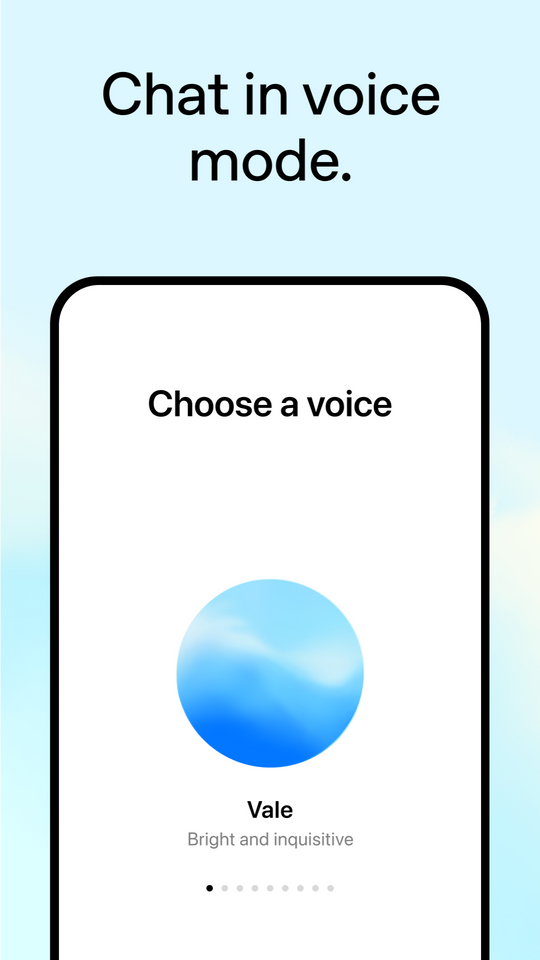 Chat in voice
mode.
Choose a voice
Vale
Bright and inquisitive